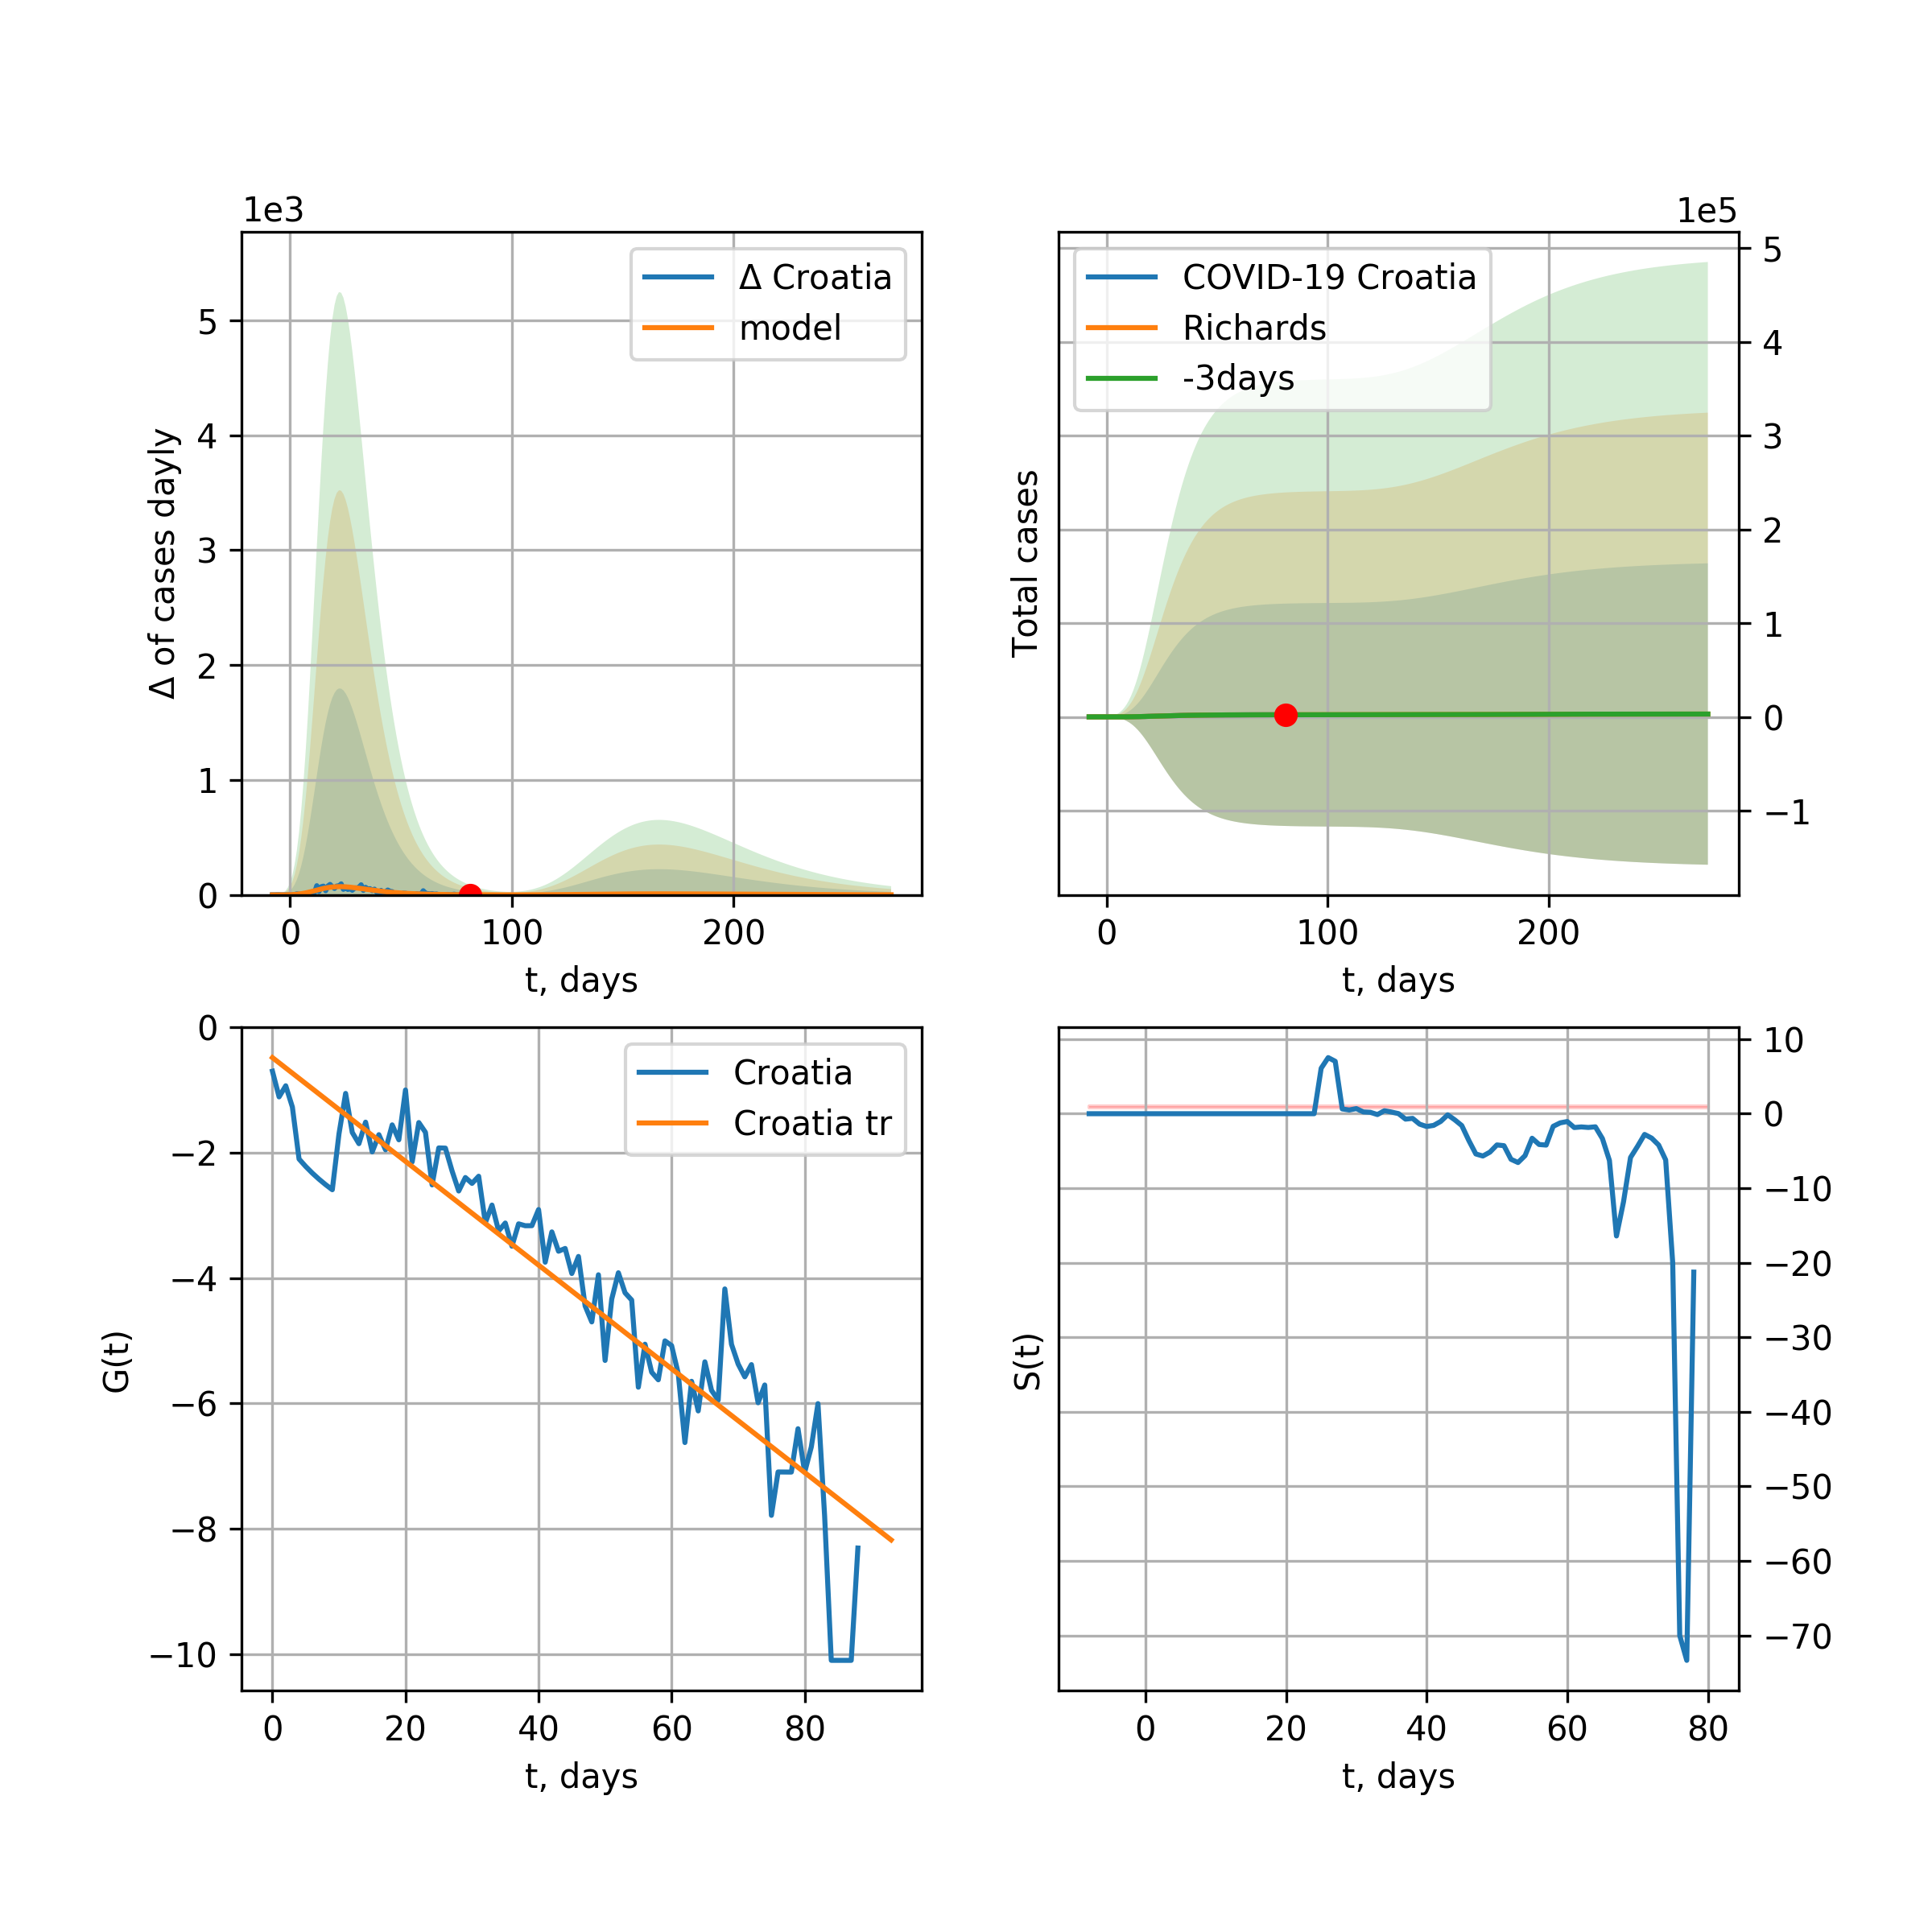 1e3
Δ of cases dayly
5
4
3
2
1
0
Δ Croatia
model
0 100 200
t, days
1e5
Total cases
COVID-19 Croatia
Richards
-3days
5
4
3
2
1
0
−1
0 100 200
t, days
G(t)
0
−2
−4
−6
−8
−10
Croatia
Croatia tr
0 20 40 60 80
t, days
S(t)
10
0
−10
−20
−30
−40
−50
−60
−70
0 20 40 60 80
t, days